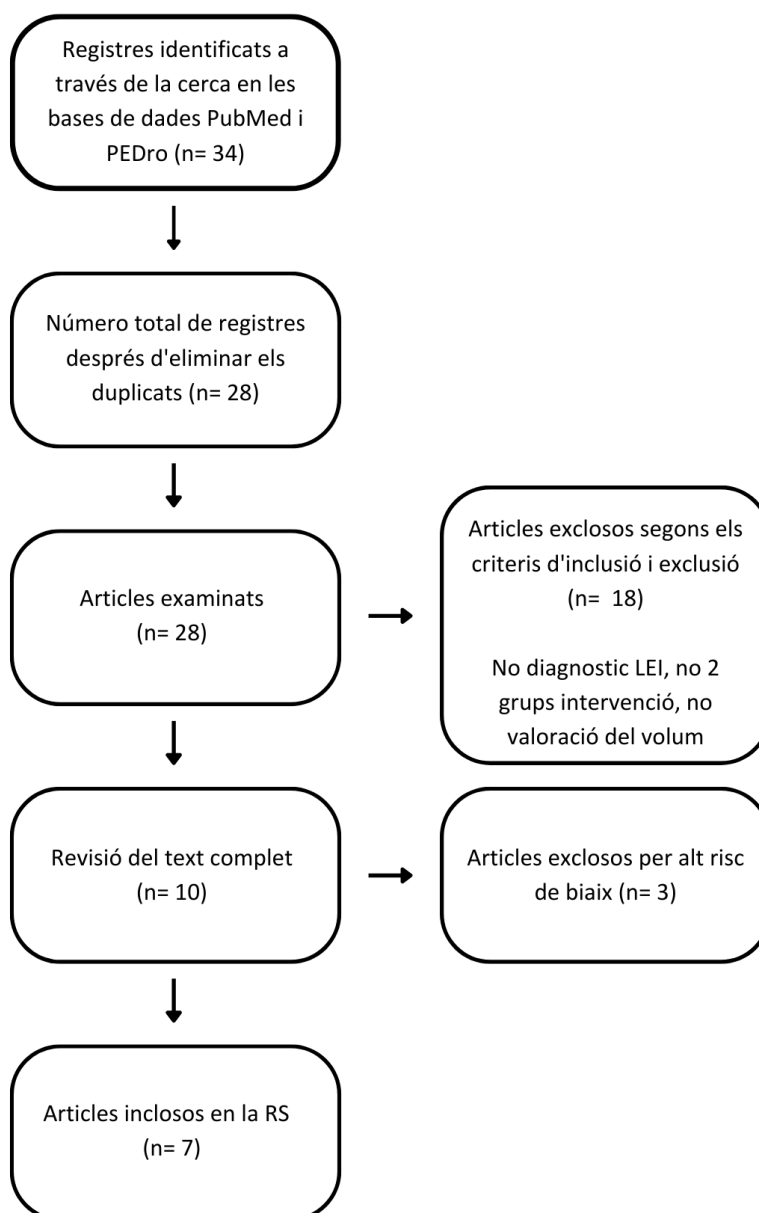 Registres identificats a
través de la cerca en les
bases de dades PubMed i
PEDro (n= 34)
Número total de registres
després d'eliminar els
duplicats (n= 28)
Articles examinats
(n= 28)
Articles exclosos segons els
criteris d'inclusió i exclusió
(n= 18)
No diagnostic LEI, no 2
grups intervenció, no
valoració del volum
Revisió del text complet
(n= 10)
Articles exclosos per alt risc
de biaix (n= 3)
Articles inclosos en la RS
(n= 7)